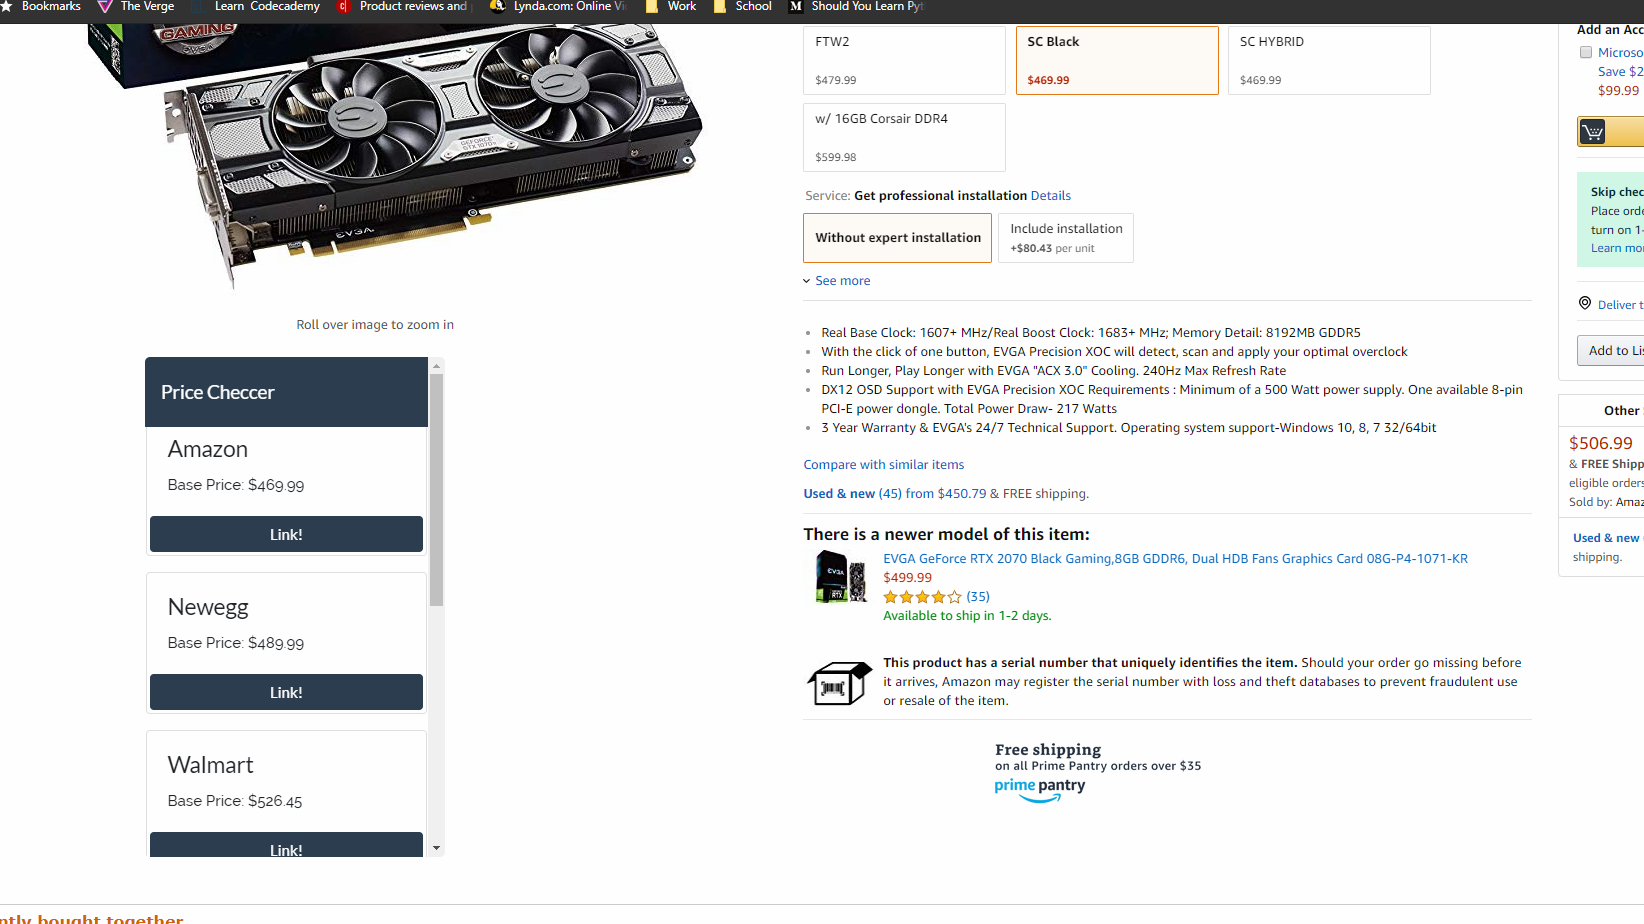 Bookmarks
The Verge
Learn Codecademy
Product reviews and
Lynda.com: Online Vi
Work
School
M Should You Learn Pyt
GAMING
EVGA
GEFORCE
GTX 1070Ti
EVGA
Roll over image to zoom in
Price Checcer
Amazon
Base Price: $469.99
Link!
Newegg
Base Price: $489.99
Link!
Walmart
Base Price: $526.45
Link!
FTW2
$479.99
SC Black
$469.99
SC HYBRID
$469.99
w/ 16GB Corsair DDR4
$599.98
Service: Get professional installation Details
Without expert installation
Include installation
+$80.43 per unit
See more
Real Base Clock: 1607+ MHz/Real Boost Clock: 1683+ MHz; Memory Detail: 8192MB GDDR5
With the click of one button, EVGA Precision XOC will detect, scan and apply your optimal overclock
Run Longer, Play Longer with EVGA "ACX 3.0" Cooling. 240Hz Max Refresh Rate
DX12 OSD Support with EVGA Precision XOC Requirements : Minimum of a 500 Watt power supply. One available 8-pin
PCI-E power dongle. Total Power Draw- 217 Watts
3 Year Warranty & EVGA's 24/7 Technical Support. Operating system support-Windows 10, 8, 7 32/64bit
Compare with similar items
Used & new (45) from $450.79 & FREE shipping.
There is a newer model of this item:
EVGA
RTX
EVGA GeForce RTX 2070 Black Gaming,8GB GDDR6, Dual HDB Fans Graphics Card 08G-P4-1071-KR
$499.99
(35)
Available to ship in 1-2 days.
This product has a serial number that uniquely identifies the item. Should your order go missing before
it arrives, Amazon may register the serial number with loss and theft databases to prevent fraudulent use
or resale of the item.
Free shipping
on all Prime Pantry orders over $35
prime pantry
Add an Acc
Microso
Save $2
$99.99
Skip chec
Place orde
turn on 1-
Learn mor
Deliver t
Add to Lis
Other
$506.99
& FREE Shipp
eligible orders
Sold by: Amaz
Used & new
shipping.
ntly bought together